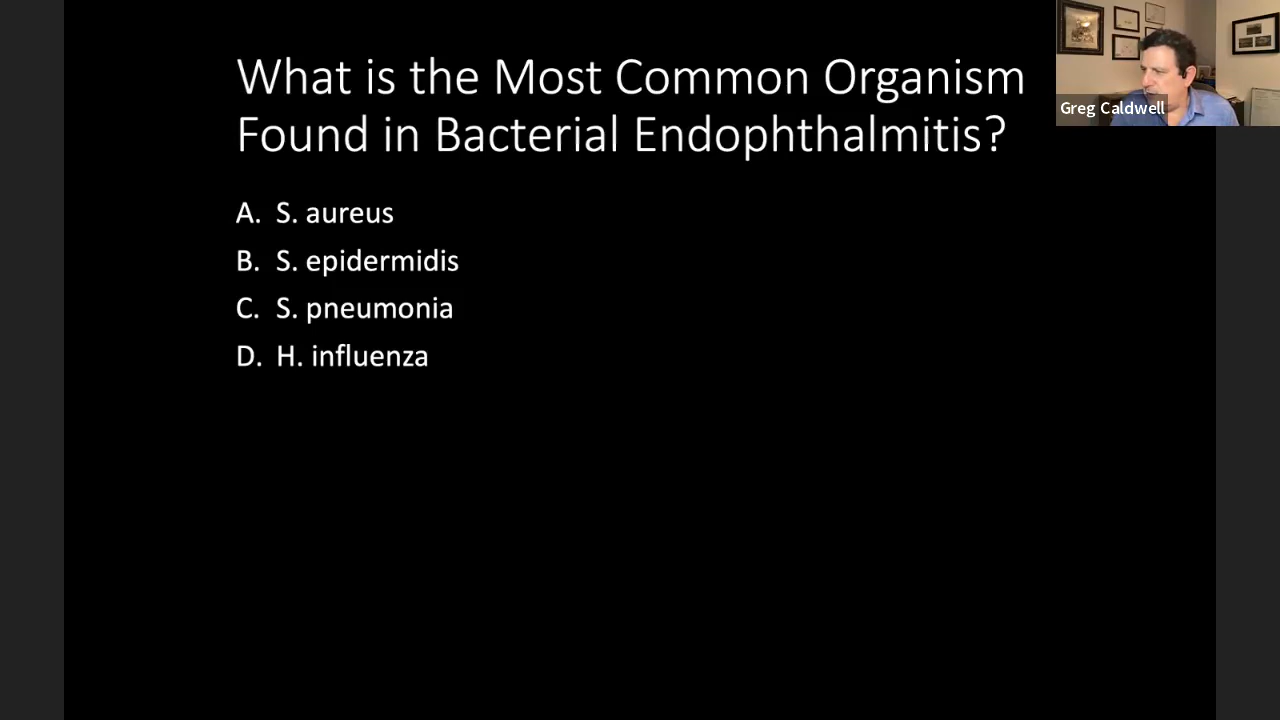 What is the Most Common Organism
Found in Bacterial Endophthalmitis?
A. S. aureus
B. S. epidermidis
C. S. pneumonia
D. H. influenza
Greg Caldwell